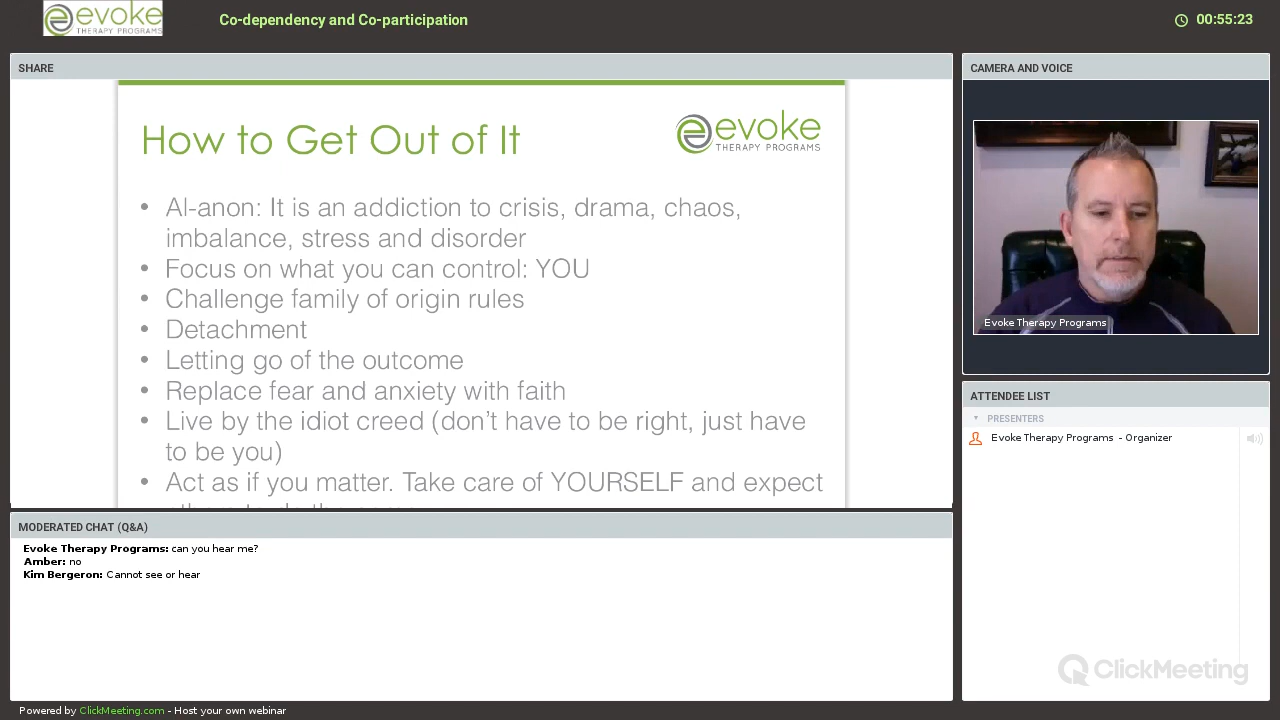 evoke
THERAPY PROGRAMS
Co-dependency and Co-participation
00:55:23
SHARE
How to Get Out of It
evoke
THERAPY PROGRAMS
• Al-anon: It is an addiction to crisis, drama, chaos,
imbalance, stress and disorder
• Focus on what you can control: YOU
• Challenge family of origin rules
• Detachment
• Letting go of the outcome
• Replace fear and anxiety with faith
• Live by the idiot creed (don’t have to be right, just have
to be you)
• Act as if you matter. Take care of YOURSELF and expect
CAMERA AND VOICE
Evoke Therapy Programs
ATTENDEE LIST
PRESENTERS
Evoke Therapy Programs - Organizer
MODERATED CHAT (Q&A)
Evoke Therapy Programs: can you hear me?
Amber: no
Kim Bergeron: Cannot see or hear
ClickMeeting
Powered by ClickMeeting.com - Host your own webinar